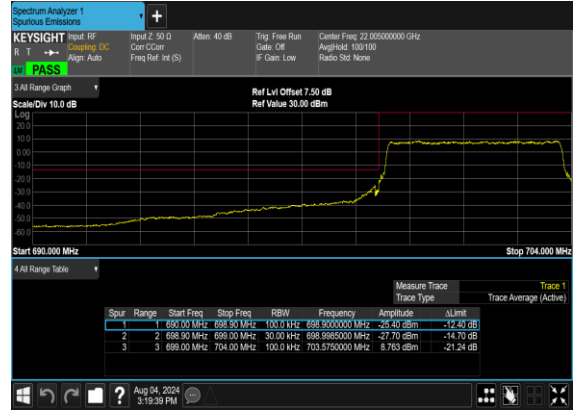 Spectrum Analyzer 1
Spurious Emissions
KEYSIGHT Input: RF Input Z: 50 Ω Atten: 40 dB Trig: Free Run Center Freq: 22.005000000 GHz
R T Coupling: DC Corr CCorr Gate: Off Avg|Hold: 100/100
Align: Auto Freq Ref: Int (S) IF Gain: Low Radio Std: None
PASS
3 All Range Graph
Ref Lvl Offset 7.50 dB
Scale/Div 10.0 dB Ref Value 30.00 dBm
Log
20.0
10.0
0.00
-10.0
-20.0
-30.0
-40.0
-50.0
-60.0
Start 690.000 MHz Stop 704.000 MHz
4 All Range Table
Measure Trace Trace 1
Trace Type Trace Average (Active)
Spur Range Start Freq Stop Freq RBW Frequency Amplitude ΔLimit
1 1 690.00 MHz 698.90 MHz 100.0 kHz 698.9000000 MHz -25.40 dBm -12.40 dB
2 2 698.90 MHz 699.00 MHz 30.00 kHz 698.9985000 MHz -27.70 dBm -14.70 dB
3 3 699.00 MHz 704.00 MHz 100.0 kHz 703.5750000 MHz 8.763 dBm -21.24 dB
? Aug 04, 2024
3:19:39 PM